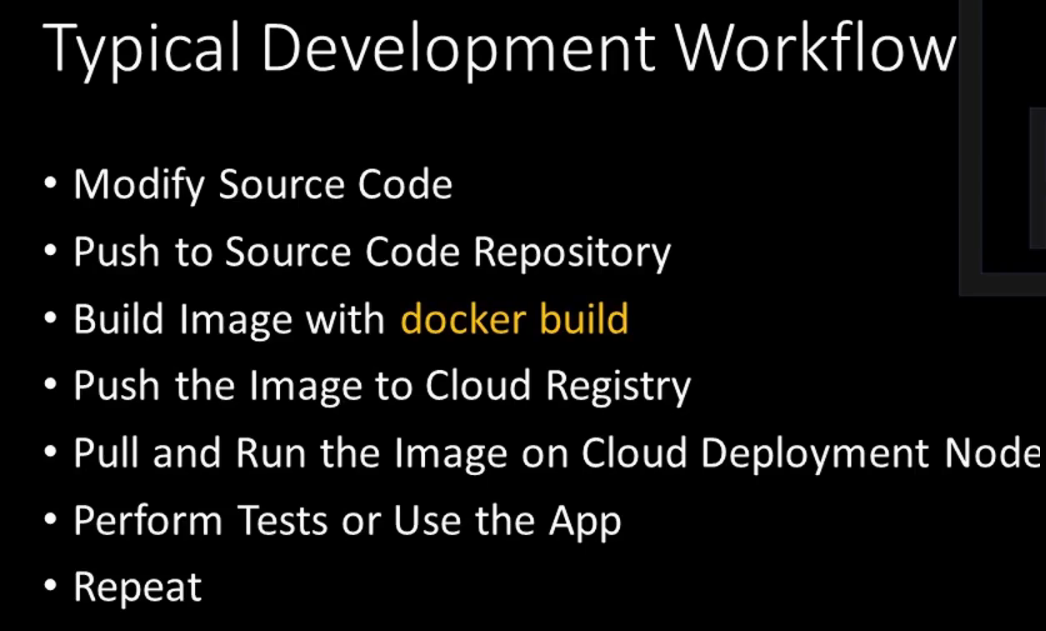 Typical Development Workflow
• Modify Source Code
• Push to Source Code Repository
• Build Image with docker build
• Push the Image to Cloud Registry
• Pull and Run the Image on Cloud Deployment Node
• Perform Tests or Use the App
• Repeat